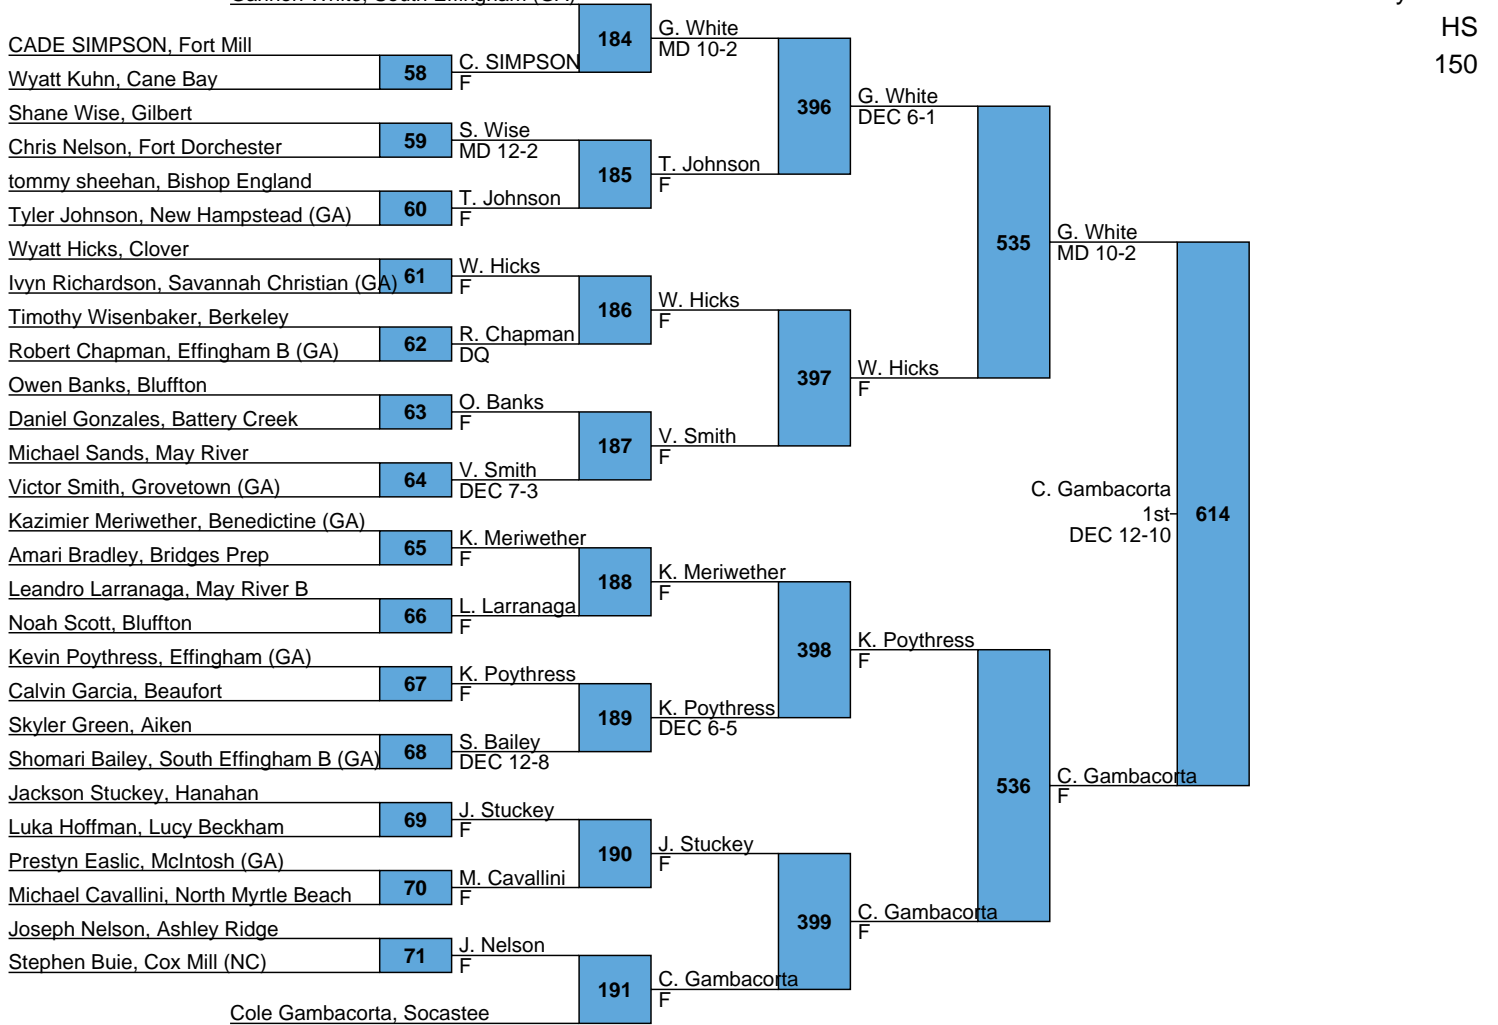 HS
150
CADE SIMPSON, Fort Mill
Wyatt Kuhn, Cane Bay
Shane Wise, Gilbert
Chris Nelson, Fort Dorchester
tommy sheehan, Bishop England
Tyler Johnson, New Hampstead (GA)
Wyatt Hicks, Clover
Ivyn Richardson, Savannah Christian (GA)
Timothy Wisenbaker, Berkeley
Robert Chapman, Effingham B (GA)
Owen Banks, Bluffton
Daniel Gonzales, Battery Creek
Michael Sands, May River
Victor Smith, Grovetown (GA)
Kazimier Meriwether, Benedictine (GA)
Amari Bradley, Bridges Prep
Leandro Larranaga, May River B
Noah Scott, Bluffton
Kevin Poythress, Effingham (GA)
Calvin Garcia, Beaufort
Skyler Green, Aiken
Shomari Bailey, South Effingham B (GA)
Jackson Stuckey, Hanahan
Luka Hoffman, Lucy Beckham
Prestyn Easlic, McIntosh (GA)
Michael Cavallini, North Myrtle Beach
Joseph Nelson, Ashley Ridge
Stephen Buie, Cox Mill (NC)
Cole Gambacorta, Socastee
58
59
60
61
62
63
64
65
66
67
68
69
70
71
C. SIMPSON
F
S. Wise
MD 12-2
T. Johnson
F
W. Hicks
F
R. Chapman
DQ
O. Banks
F
V. Smith
DEC 7-3
K. Meriwether
F
L. Larranaga
F
K. Poythress
F
S. Bailey
DEC 12-8
J. Stuckey
F
M. Cavallini
F
J. Nelson
F
184
185
186
187
188
189
190
191
G. White
MD 10-2
T. Johnson
F
W. Hicks
F
V. Smith
F
K. Meriwether
F
K. Poythress
DEC 6-5
J. Stuckey
F
C. Gambacorta
F
396
397
398
399
G. White
DEC 6-1
W. Hicks
F
K. Poythress
F
C. Gambacorta
F
535
536
G. White
MD 10-2
C. Gambacorta
F
C. Gambacorta
1st
DEC 12-10
614